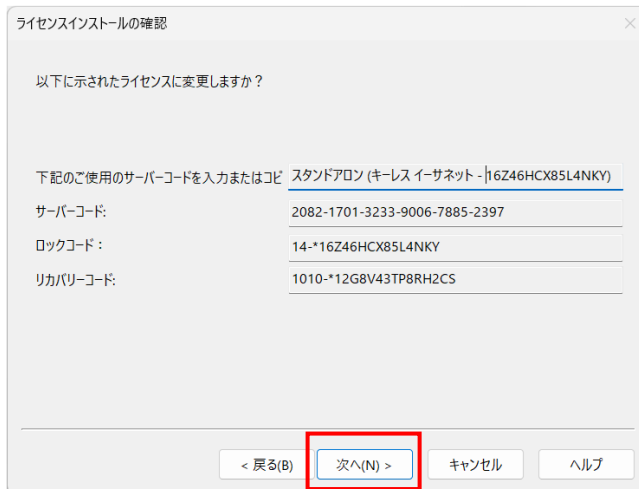 ライセンスインストールの確認
以下に示されたライセンスに変更しますか？
下記のご使用のサーバーコードを入力またはコピ スタンドアロン (キーレス イーサネット - 16Z46HCX85L4NKY)
サーバーコード: 2082-1701-3233-9006-7885-2397
ロックコード： 14-*16Z46HCX85L4NKY
リカバリーコード: 1010-*12G8V43TP8RH2CS
< 戻る(B) 次へ(N) > キャンセル ヘルプ